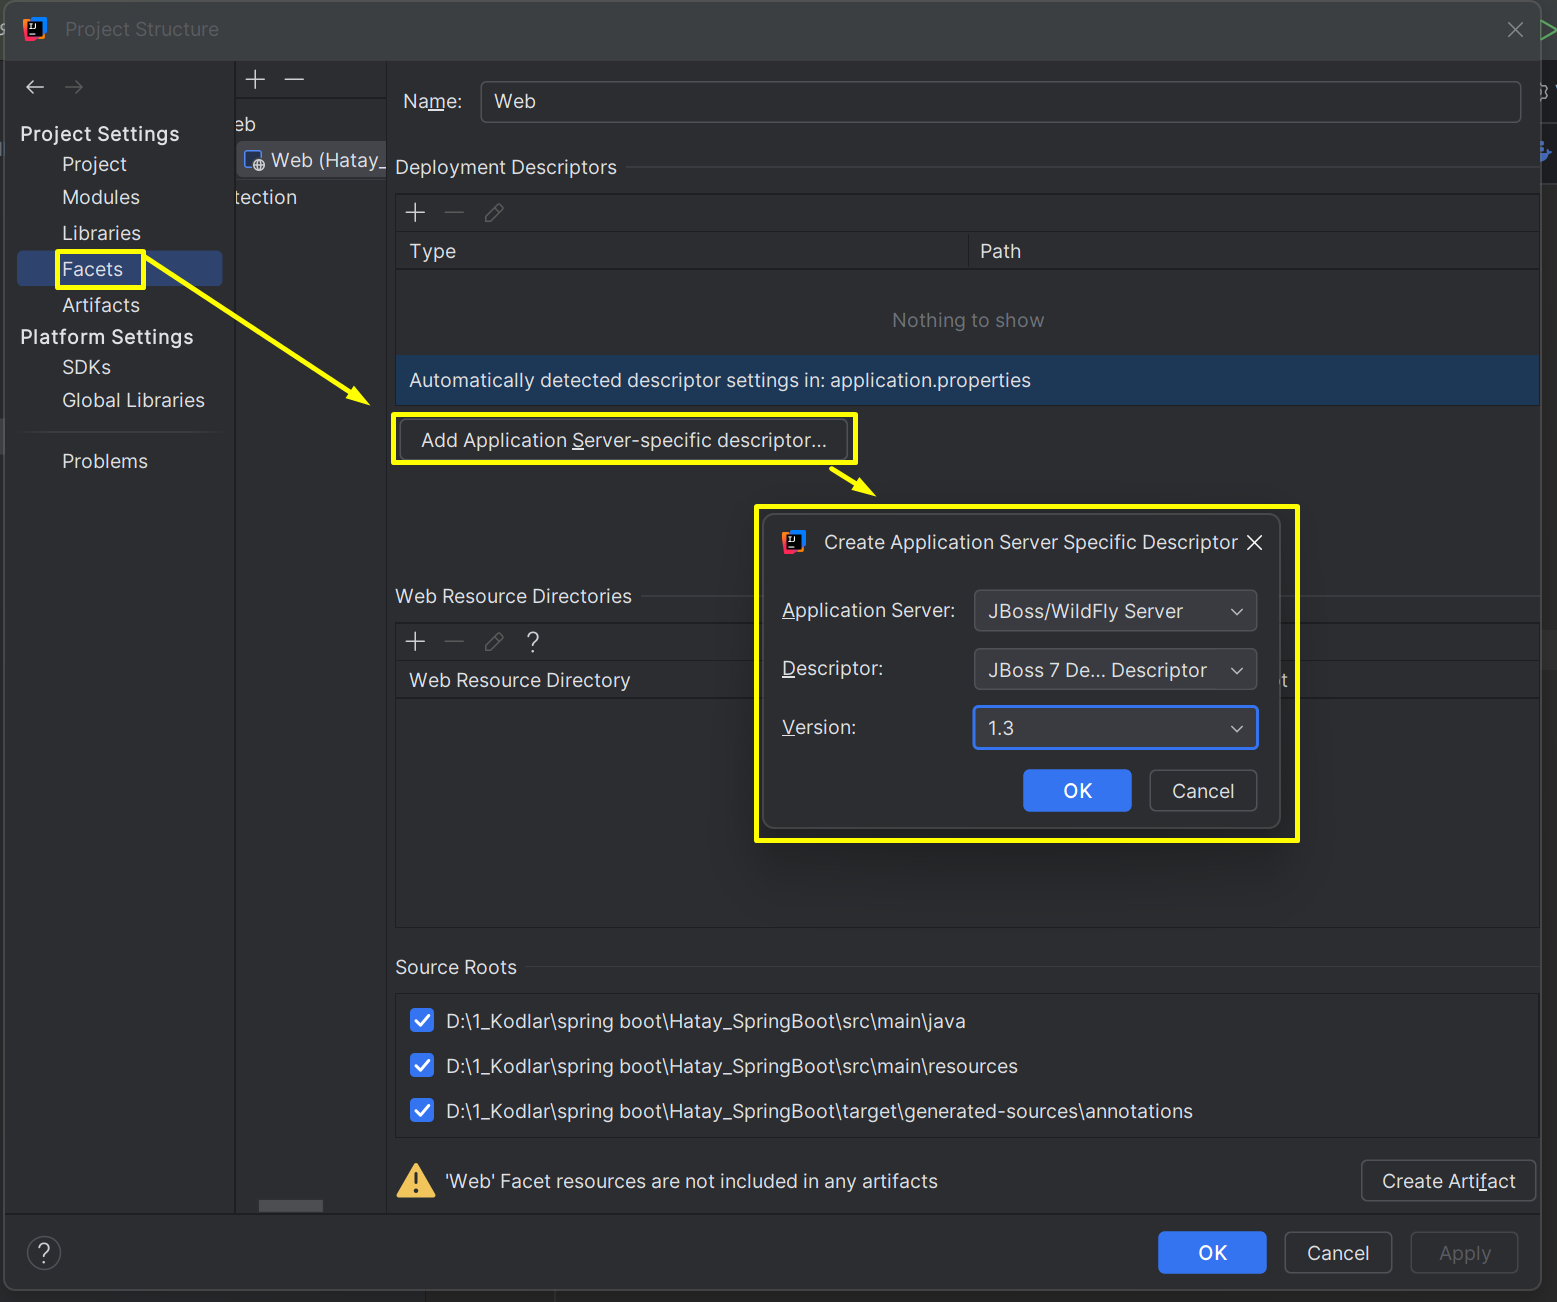 Project Structure
Project Settings
Project
Modules
Libraries
Facets
Artifacts
Platform Settings
SDKs
Global Libraries
Problems
eb
Web (Hatay_
tection
Name: Web
Deployment Descriptors
Type Path
Nothing to show
Automatically detected descriptor settings in: application.properties
Add Application Server-specific descriptor...
Create Application Server Specific Descriptor
Application Server: JBoss/WildFly Server
Descriptor: JBoss 7 De... Descriptor
Version: 1.3
OK Cancel
Web Resource Directories
?
Web Resource Directory
Source Roots
D:\1_Kodlar\spring boot\Hatay_SpringBoot\src\main\java
D:\1_Kodlar\spring boot\Hatay_SpringBoot\src\main\resources
D:\1_Kodlar\spring boot\Hatay_SpringBoot\target\generated-sources\annotations
'Web' Facet resources are not included in any artifacts
Create Artifact
? OK Cancel Apply